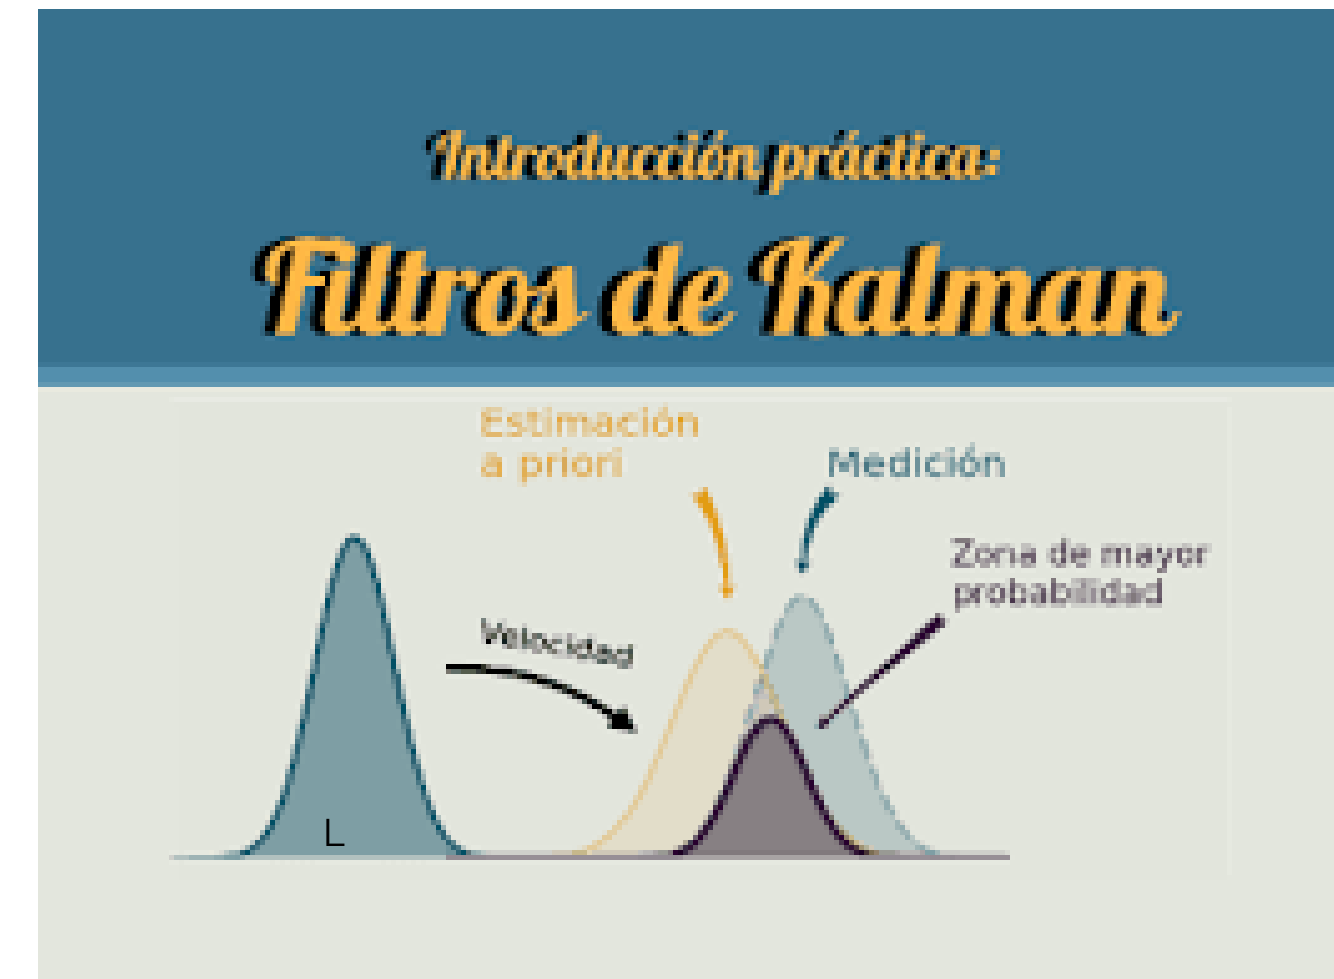 Introducción práctica:
Filtros de Kalman
Estimación
a priori
Medición
Zona de mayor
probabilidad
Velocidad
L